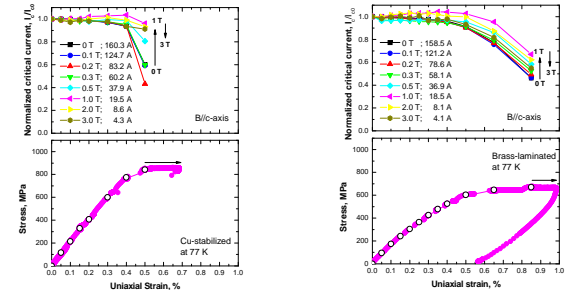 Normalized critical current, Ic/Ic0
1.0
0.8
0.6
0.4
0.2
0.0
0 T ; 160.3 A
0.1 T; 124.7 A
0.2 T; 83.2 A
0.3 T; 60.2 A
0.5 T; 37.9 A
1.0 T; 19.5 A
2.0 T; 8.6 A
3.0 T; 4.3 A
1 T
3 T
0 T
B//c-axis
Stress, MPa
1000
800
600
400
200
0
Cu-stabilized
at 77 K
0.0 0.1 0.2 0.3 0.4 0.5 0.6 0.7 0.8 0.9 1.0
Uniaxial Strain, %
Normalized critical current, Ic/Ic0
1.0
0.8
0.6
0.4
0.2
0.0
0 T; 158.5 A
0.1 T; 121.2 A
0.2 T; 78.6 A
0.3 T; 58.1 A
0.5 T; 36.9 A
1.0 T; 18.5 A
2.0 T; 8.1 A
3.0 T; 4.1 A
1 T
3 T
0 T
B//c-axis
Stress, MPa
1000
800
600
400
200
0
Brass-laminated
at 77 K
0.0 0.1 0.2 0.3 0.4 0.5 0.6 0.7 0.8 0.9 1.0
Uniaxial strain, %